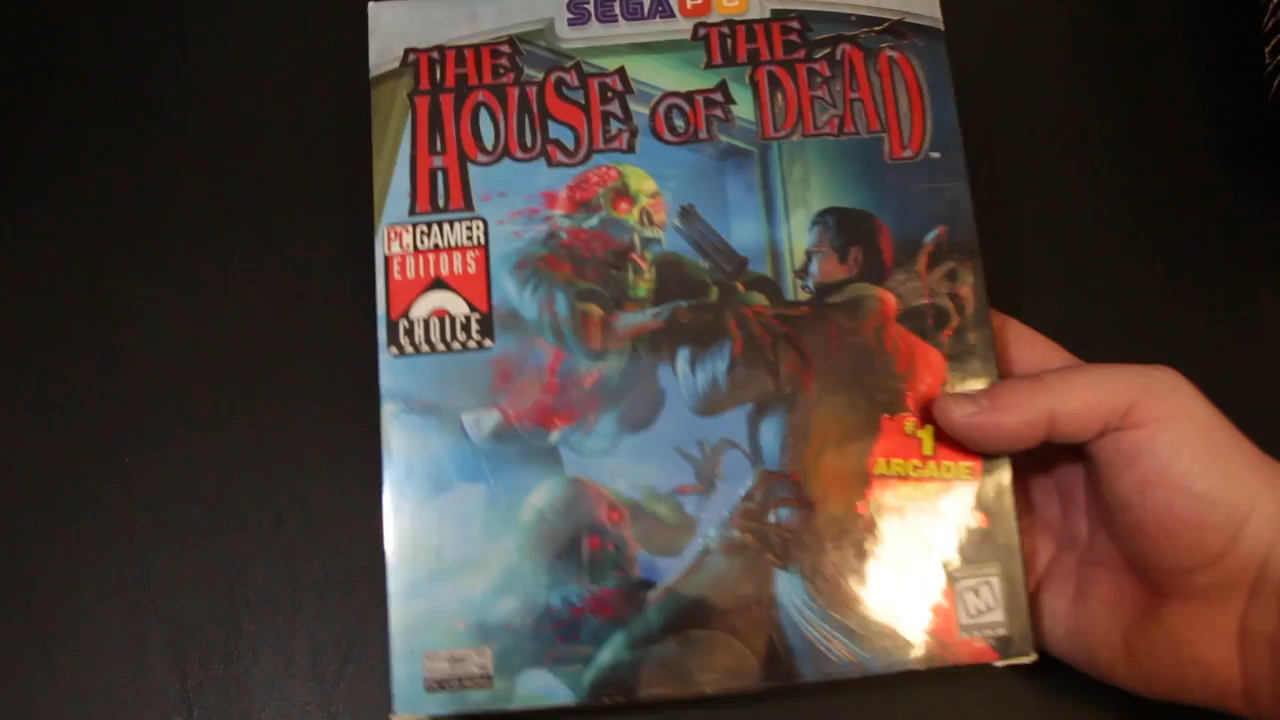 SEGA PC
THE HOUSE OF THE DEAD
PC GAMER
EDITORS'
CHOICE
#1
ARCADE
M